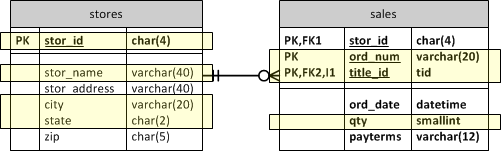 stores
PK stor_id char(4)
stor_name varchar(40)
stor_address varchar(40)
city varchar(20)
state char(2)
zip char(5)
sales
PK,FK1 stor_id char(4)
PK ord_num varchar(20)
PK,FK2,I1 title_id tid
ord_date datetime
qty smallint
payterms varchar(12)